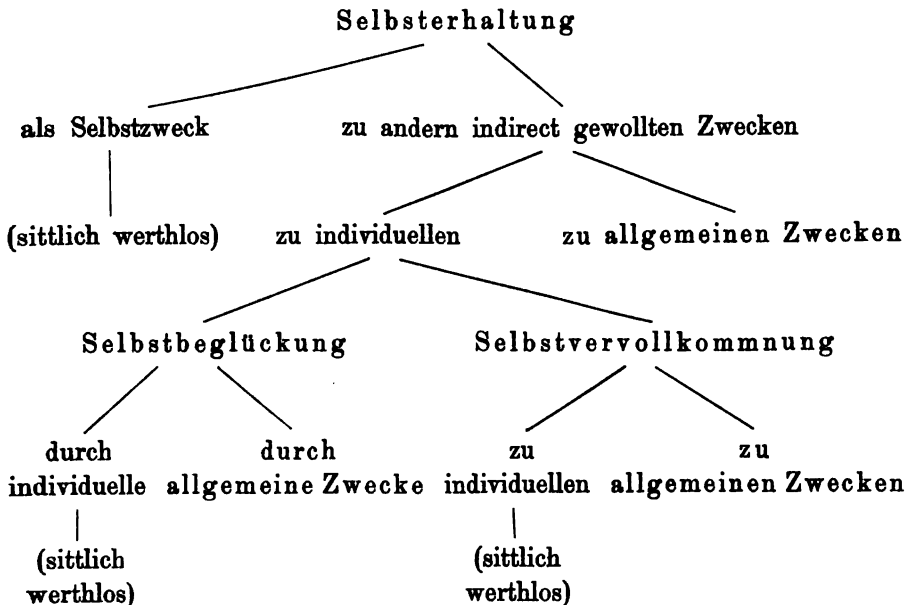 Selbsterhaltung
als Selbstzweck zu andern indirect gewollten Zwecken
(sittlich werthlos) zu individuellen zu allgemeinen Zwecken
Selbstbeglückung Selbstvervollkommnung
durch durch zu zu
individuelle allgemeine Zwecke individuellen allgemeinen Zwecken
(sittlich (sittlich
werthlos) werthlos)